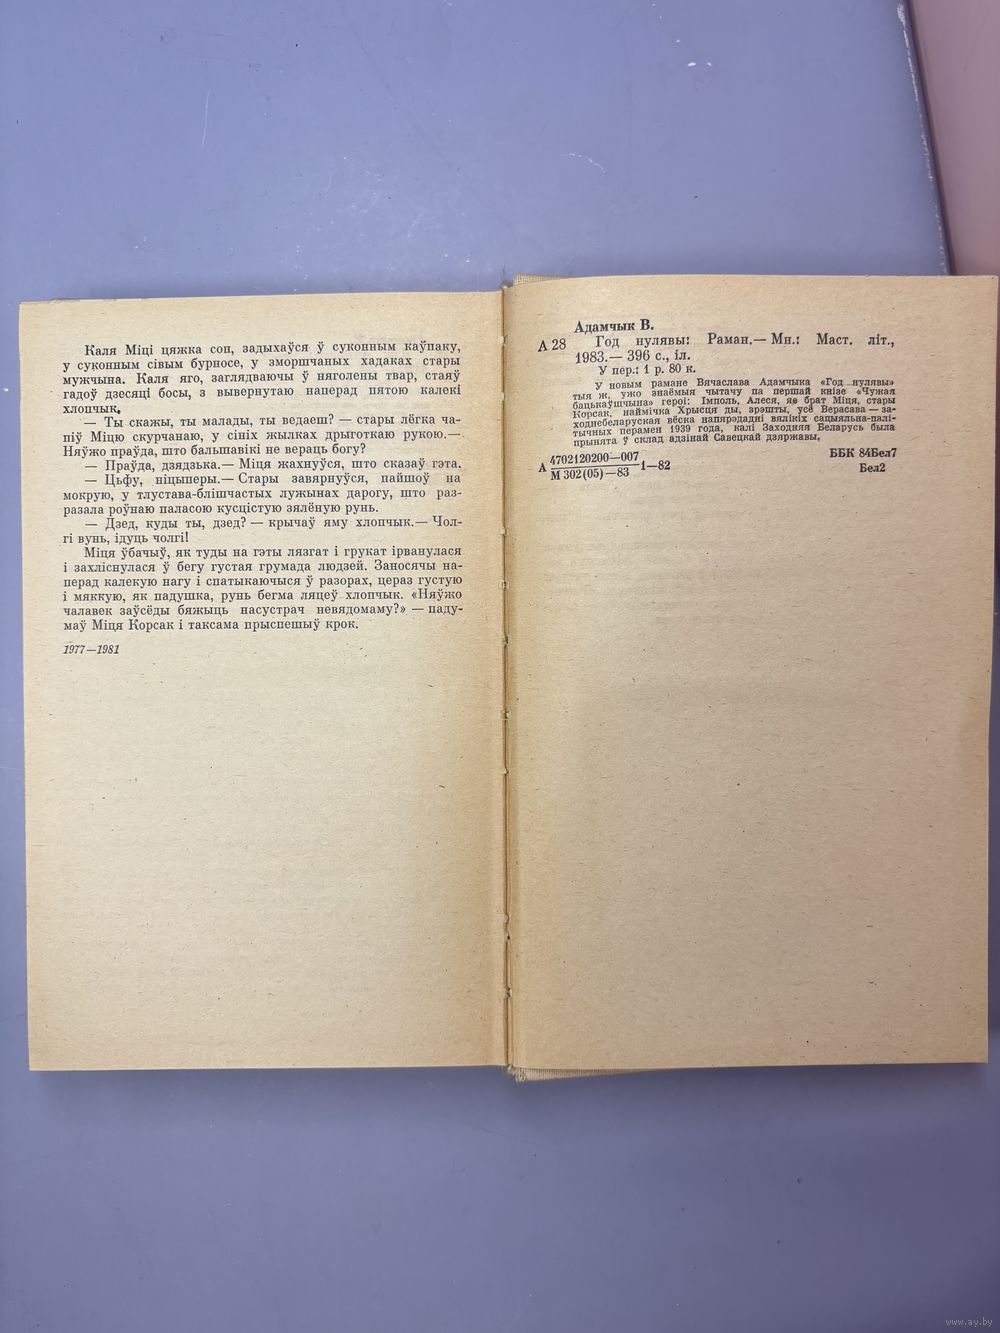 Каля Міці цяжка соп, задыхаўся ў суконным каўпаку,
у суконным сівым бурносе, у зморшчаных хадаках стары
мужчына. Каля яго, заглядваючы ў няголены твар, стаяў
гадоў дзесяці босы, з вывернутаю наперад пятою калекі
хлопчык.
— Ты скажы, ты малады, ты ведаеш? — стары лёгка ча-
піў Міцю скурчанаю, у сініх жылках дрыготкаю рукою.—
Няўжо праўда, што бальшавікі не вераць богу?
— Праўда, дзядзька.— Міця жахнуўся, што сказаў гэта.
— Цьфу, ніцыперы.— Стары завярнуўся, пайшоў на
мокрую, у тлустава-блішчастых лужынах дарогу, што раз-
разала роўнаю паласою кусцістую зялёную рунь.
— Дзед, куды ты, дзед? — крычаў яму хлопчык.— Чол-
гі вунь, ідуць чолгі!
Міця ўбачыў, як туды на гэты лязгат і грукат ірванулася
і захліснулася ў бегу густая грумада людзей. Заносячы на-
перад калекую нагу і спатыкаючыся ў разорах, цераз густую
і мяккую, як падушка, рунь бегма ляцеў хлопчык. «Няўжо
чалавек заўсёды бяжыць насустрач невядомаму?» — паду-
маў Міця Корсак і таксама прыспешыў крок.
1977—1981
Адамчык В.
А 28 Год нулявы: Раман.— Мн.: Маст. літ.,
1983.— 396 с., іл.
У пер.: 1 р. 80 к.
У новым рамане Вячаслава Адамчыка «Год нулявы»
тыя ж, ужо знаёмыя чытачу па першай кнізе «Чужая
бацькаўшчына» героі: Імполь, Алеся, яе брат Міця, стары
Корсак, наймічка Хрысця ды, зрэшты, уся Верасава — за-
ходнебеларуская вёска напярэдадні вялікіх сацыяльна-палі-
тычных перамен 1939 года, калі Заходняя Беларусь была
прынята ў склад адзінай Савецкай дзяржавы.
А 4702120200—007 1—82 ББК 84Бел7
М 302(05)—83 Бел2
www.ay.by